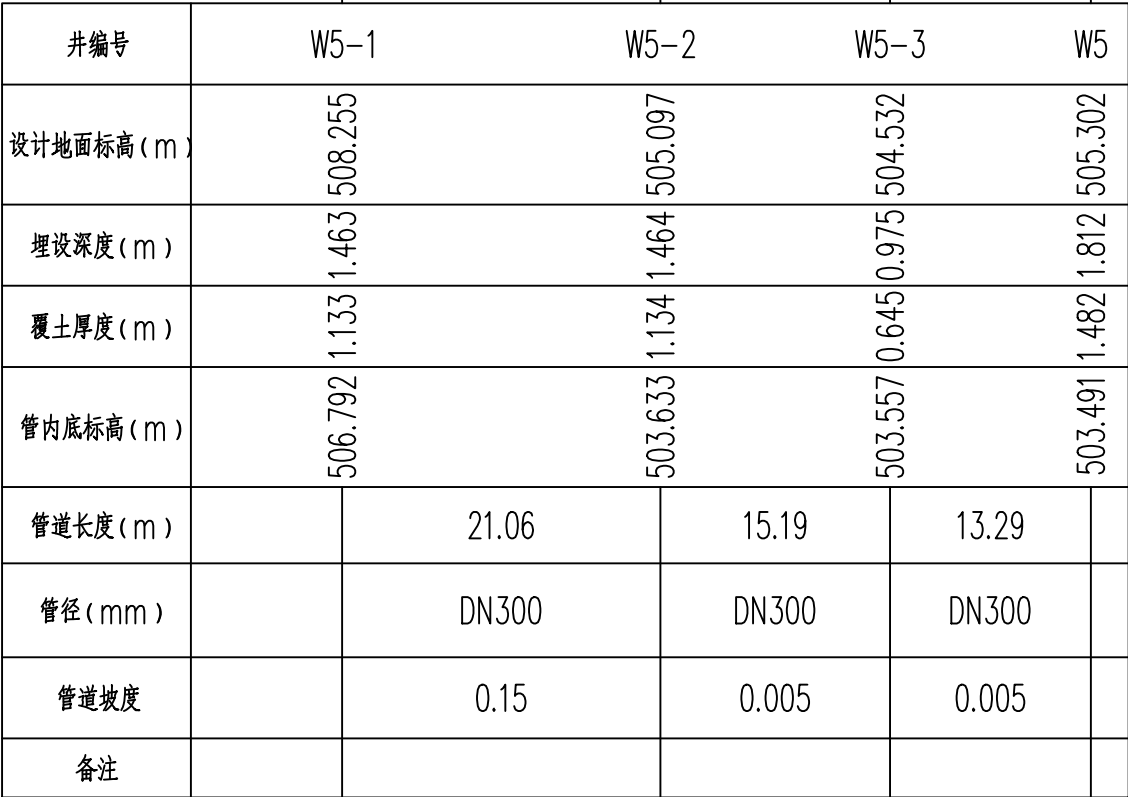 井编号 W5-1 W5-2 W5-3 W5
设计地面标高(m) 508.255 505.097 504.532 505.302
埋设深度(m) 1.463 1.464 0.975 1.812
覆土厚度(m) 1.133 1.134 0.645 1.482
管内底标高(m) 506.792 503.633 503.557 503.491
管道长度(m) 21.06 15.19 13.29
管径(mm) DN300 DN300 DN300
管道坡度 0.15 0.005 0.005
备注